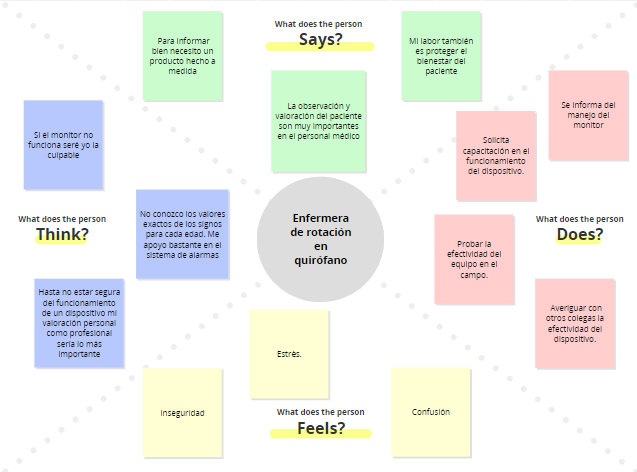 What does the person
Says?
Para informar
bien necesito un
producto hecho a
medida
Mi labor también
es proteger el
bienestar del
paciente
La observación y
valoración del paciente
son muy importantes
en el personal médico
Se informa del
manejo del
monitor
Solicita
capacitación en el
funcionamiento
del dispositivo.
Si el monitor no
funciona seré yo la
culpable
What does the person
Think?
No conozco los valores
exactos de los signos
para cada edad. Me
apoyo bastante en el
sistema de alarmas
Hasta no estar segura
del funcionamiento
de un dispositivo mi
valoración personal
como profesional
sería lo más
importante
Enfermera
de rotación
en
quirófano
What does the person
Does?
Probar la
efectividad del
equipo en el
campo.
Averiguar con
otros colegas la
efectividad del
dispositivo.
Estrés.
Inseguridad
What does the person
Feels?
Confusión